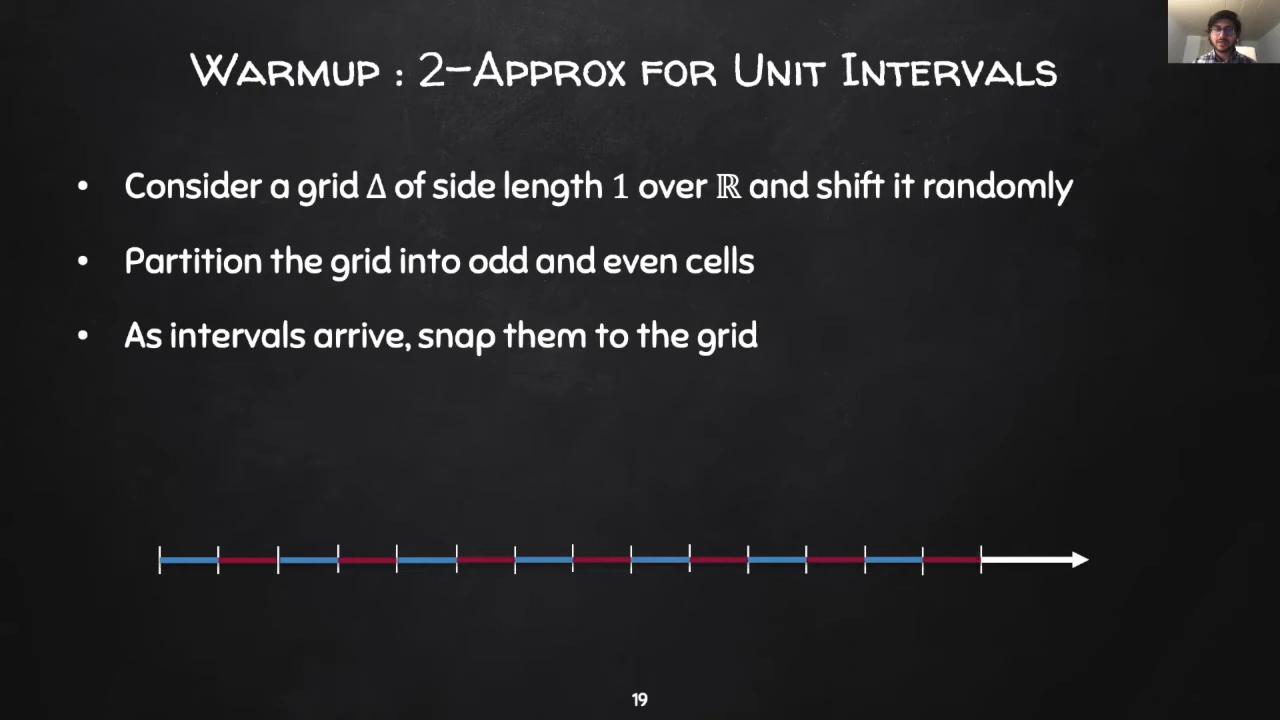 Warmup : 2-Approx for Unit Intervals
• Consider a grid Δ of side length 1 over ℝ and shift it randomly
• Partition the grid into odd and even cells
• As intervals arrive, snap them to the grid
19